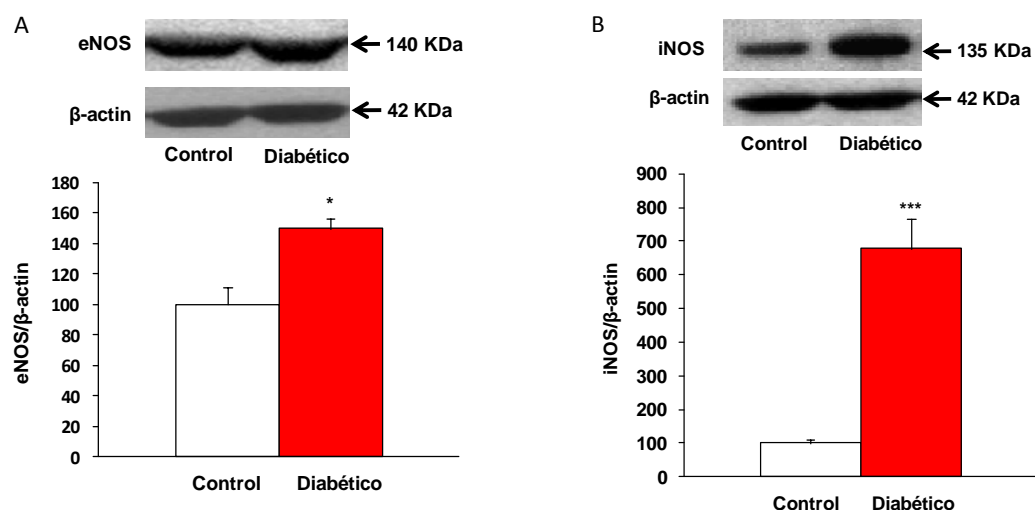 A
eNOS
140 KDa
β-actin
42 KDa
Control Diabético
180
160
140
120
100
80
60
40
20
0
eNOS/β-actin
*
Control Diabético
B
iNOS
135 KDa
β-actin
42 KDa
Control Diabético
900
800
700
600
500
400
300
200
100
0
iNOS/β-actin
***
Control Diabético